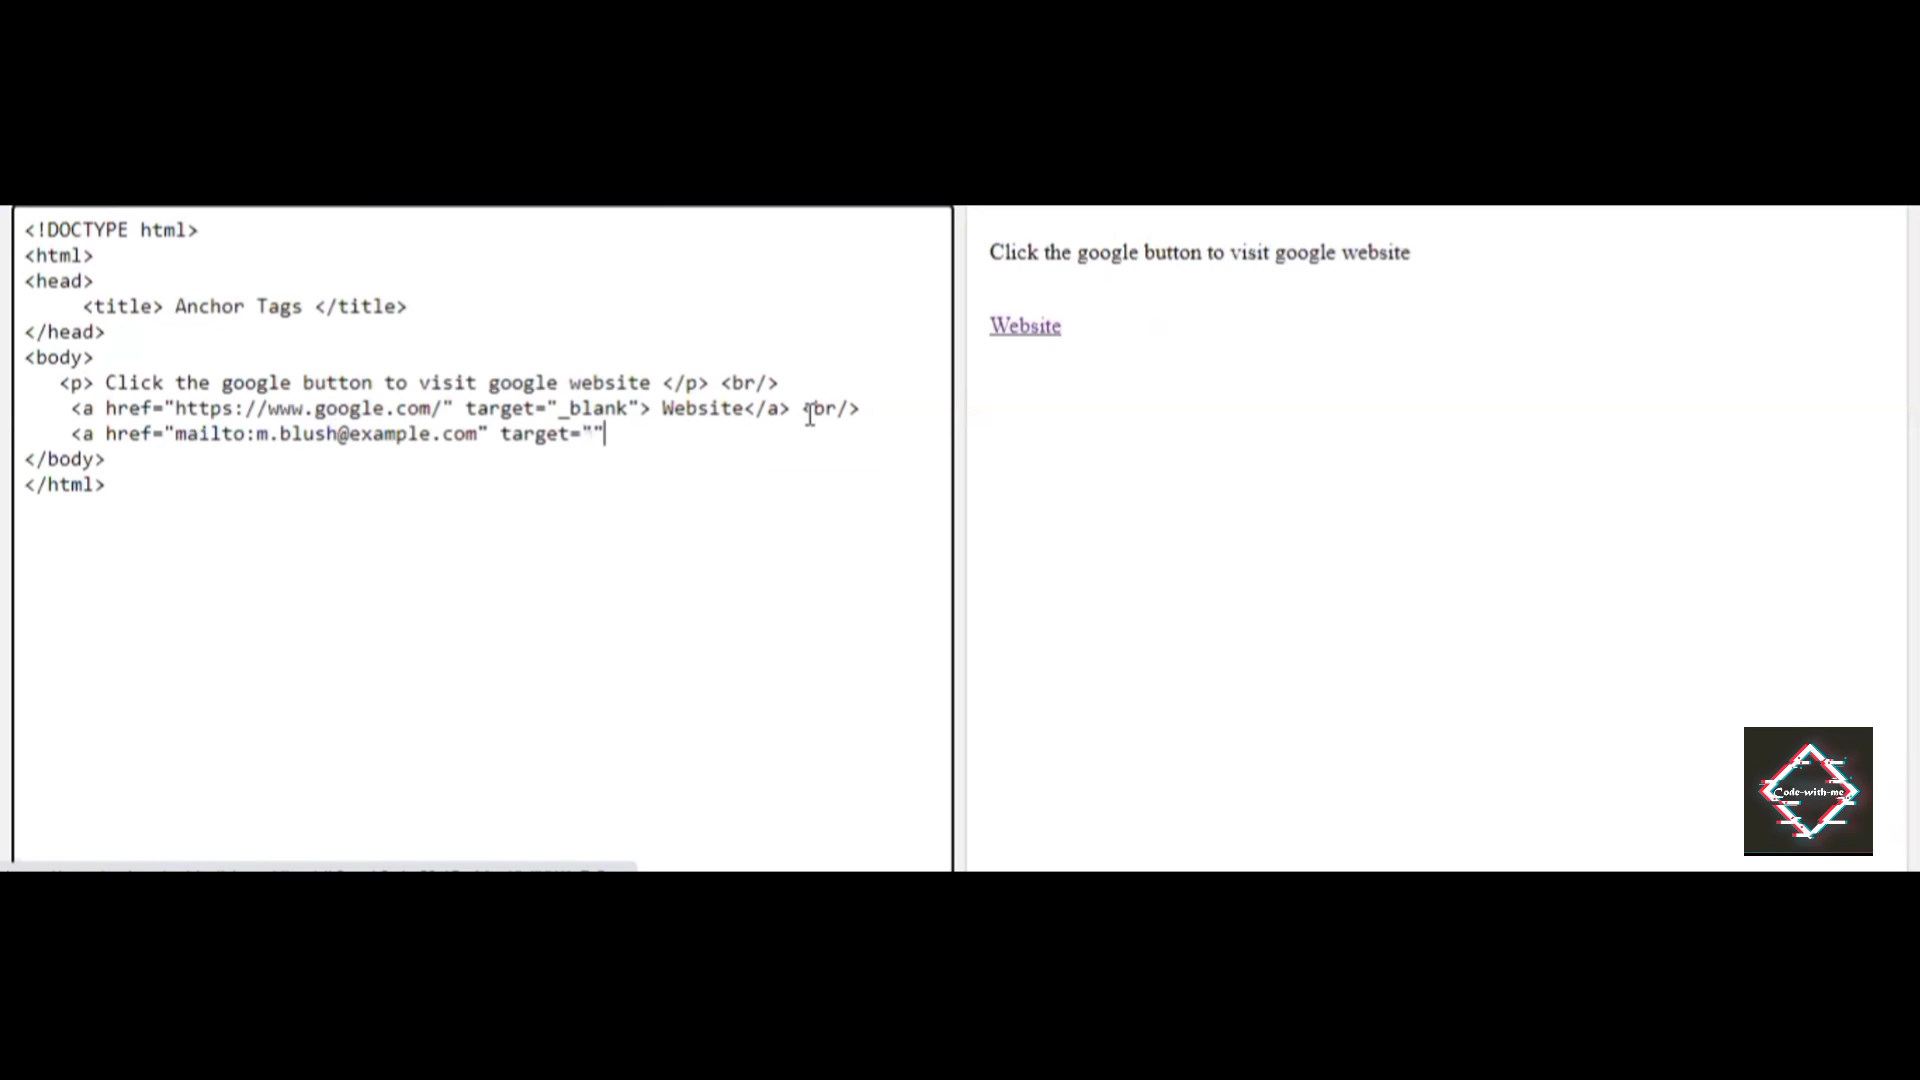 <!DOCTYPE html>
<html>
<head>
<title> Anchor Tags </title>
</head>
<body>
<p> Click the google button to visit google website </p> <br/>
<a href="https://www.google.com/" target="_blank"> Website</a> <br/>
<a href="mailto:m.blush@example.com" target=""
</body>
</html>
Click the google button to visit google website
Website
Code-with-me